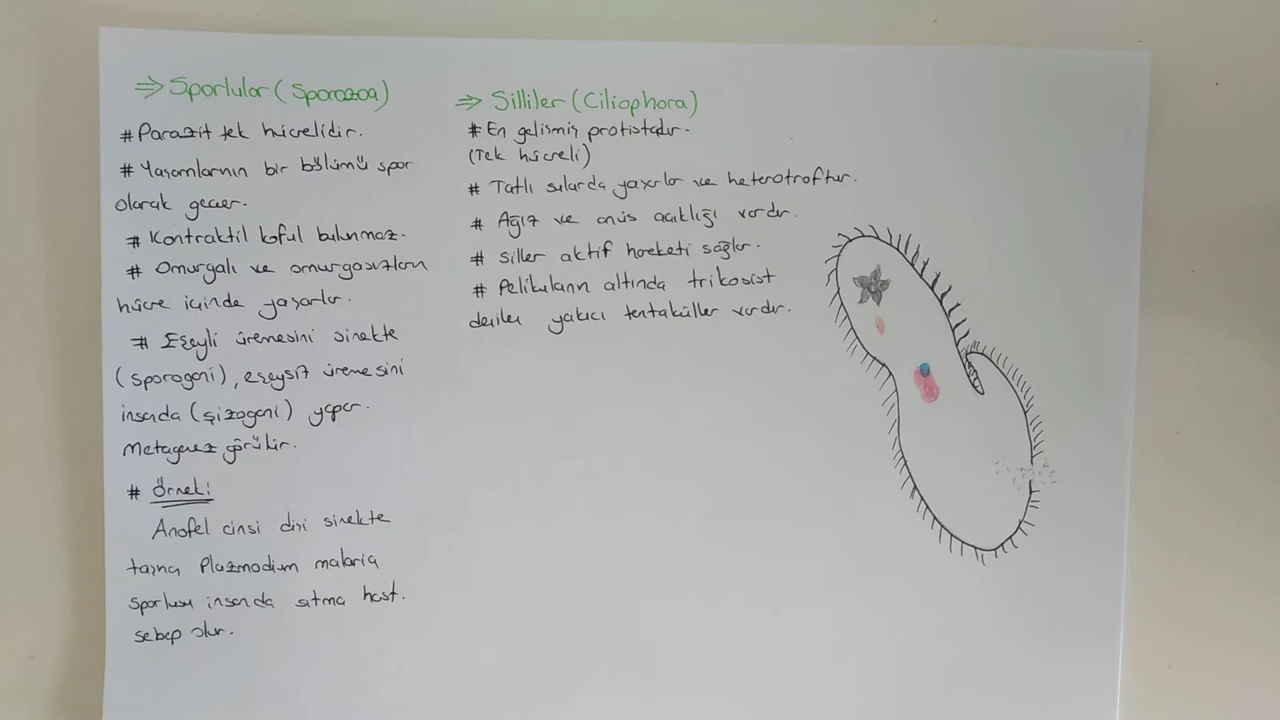 ⇒ Sporlular (Sporozoa)
# Parazit tek hücrelidir.
# Yaşamlarının bir bölümü spor
olarak geçer.
# Kontraktil koful bulunmaz.
# Omurgalı ve omurgasızların
hücre içinde yaşarlar.
# Eşeyli üremesini sinekte
(sporogoni), eşeysiz üremesini
insanda (şizogoni) yapar.
Metagenez görülür.
# Örnek:
Anofel cinsi dişi sinekte
taşınan Plazmodium malaria
sporlusu insanda sıtma hast.
sebep olur.
⇒ Silliler (Ciliophora)
# En gelişmiş protistadır.
(Tek hücreli)
# Tatlı sularda yaşarlar ve heterotroftur.
# Ağız ve anüs açıklığı vardır.
# Siller aktif hareketi sağlar.
# Pelikulanın altında trikosist
denilen yakıcı tentaküller vardır.